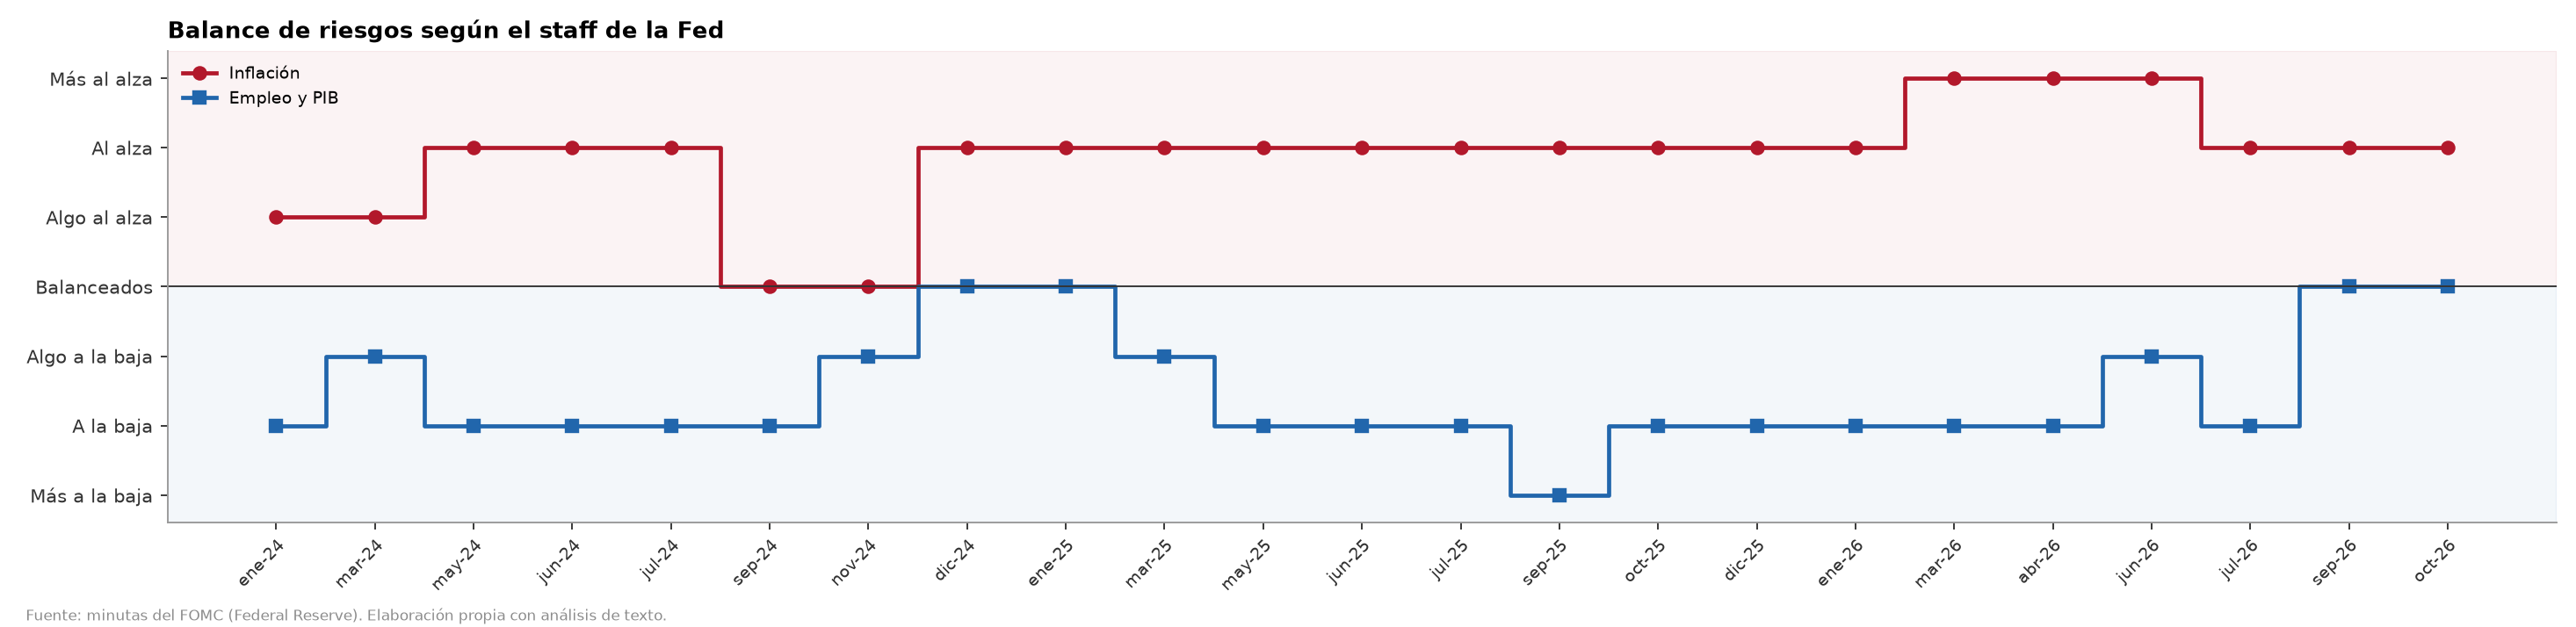 Balance de riesgos según el staff de la Fed
Inflación
Empleo y PIB
Más al alza
Al alza
Algo al alza
Balanceados
Algo a la baja
A la baja
Más a la baja
ene-24
mar-24
may-24
jun-24
jul-24
sep-24
nov-24
dic-24
ene-25
mar-25
may-25
jun-25
jul-25
sep-25
oct-25
dic-25
ene-26
mar-26
abr-26
jun-26
jul-26
sep-26
oct-26
Fuente: minutas del FOMC (Federal Reserve). Elaboración propia con análisis de texto.